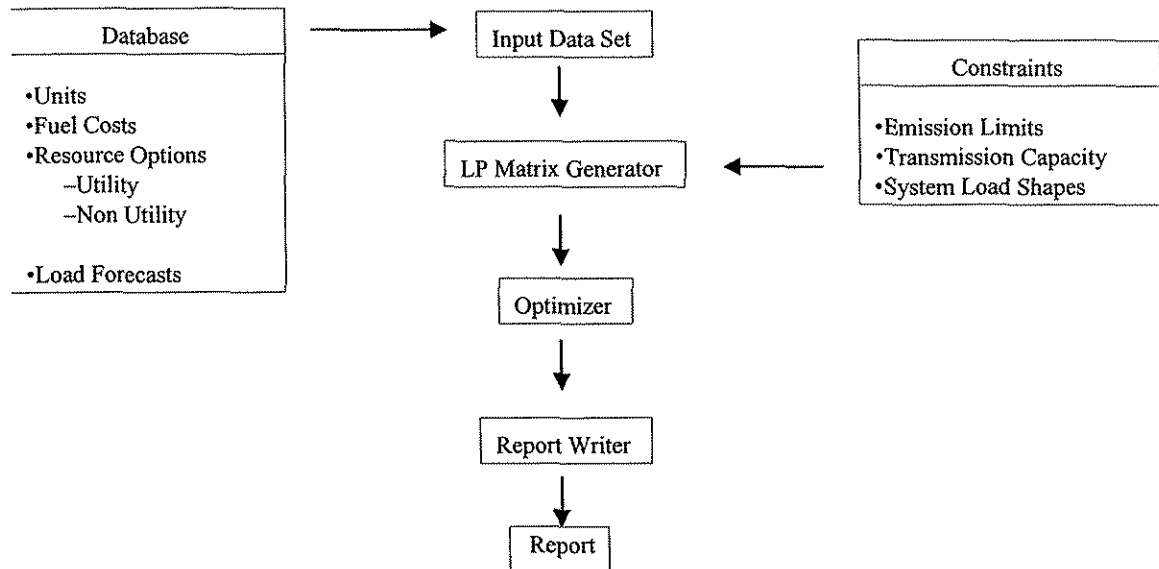 Database
•Units
•Fuel Costs
•Resource Options
–Utility
–Non Utility
•Load Forecasts
Input Data Set
LP Matrix Generator
Constraints
•Emission Limits
•Transmission Capacity
•System Load Shapes
Optimizer
Report Writer
Report